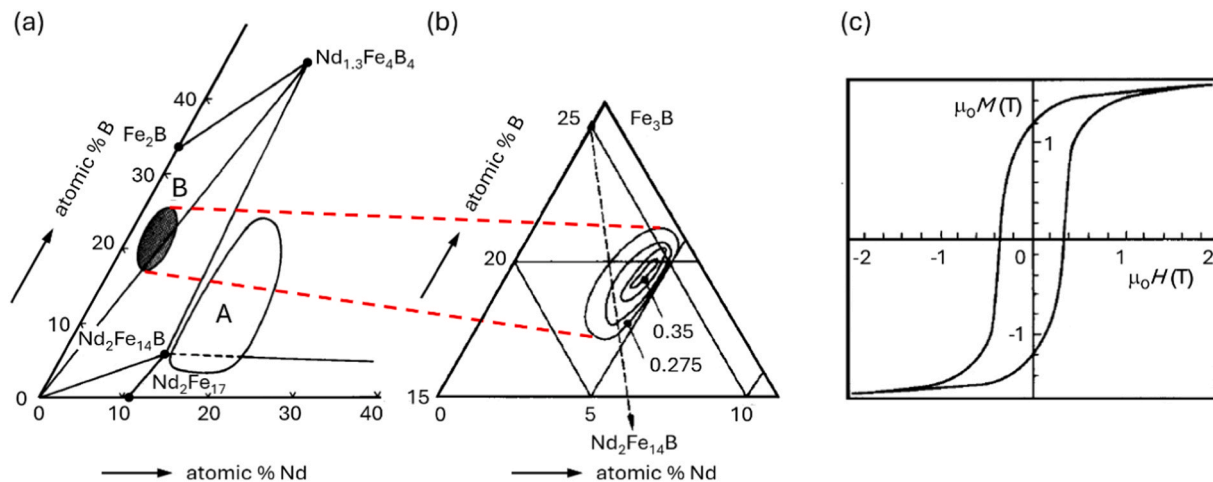 (a)
Nd₁.₃Fe₄B₄
40
Fe₂B
30
atomic % B
B
20
A
10
Nd₂Fe₁₄B
Nd₂Fe₁₇
0
0
10
20
30
40
atomic % Nd
(b)
25
Fe₃B
atomic % B
20
0.35
0.275
15
0
5
10
Nd₂Fe₁₄B
atomic % Nd
(c)
μ₀M (T)
1
-2
-1
0
1
2
μ₀H (T)
-1